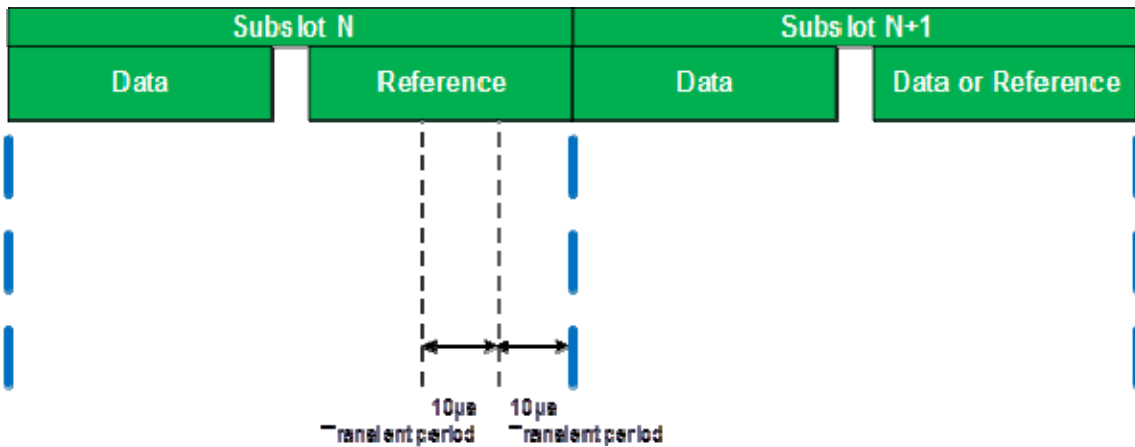 Subslot N Subslot N+1
Data Reference Data Data or Reference
10µs 10µs
Transient period Transient period